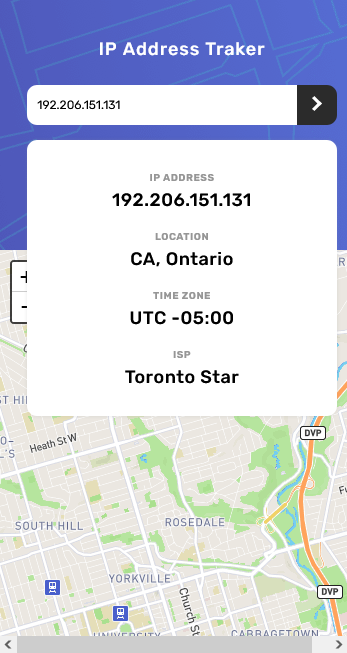 IP Address Traker
192.206.151.131
IP ADDRESS
192.206.151.131
LOCATION
CA, Ontario
TIME ZONE
UTC -05:00
ISP
Toronto Star
DVP
Heath St W
SOUTH HILL
ROSEDALE
YORKVILLE
DVP
Church St
UNIVERSITY
CABBAGETOWN